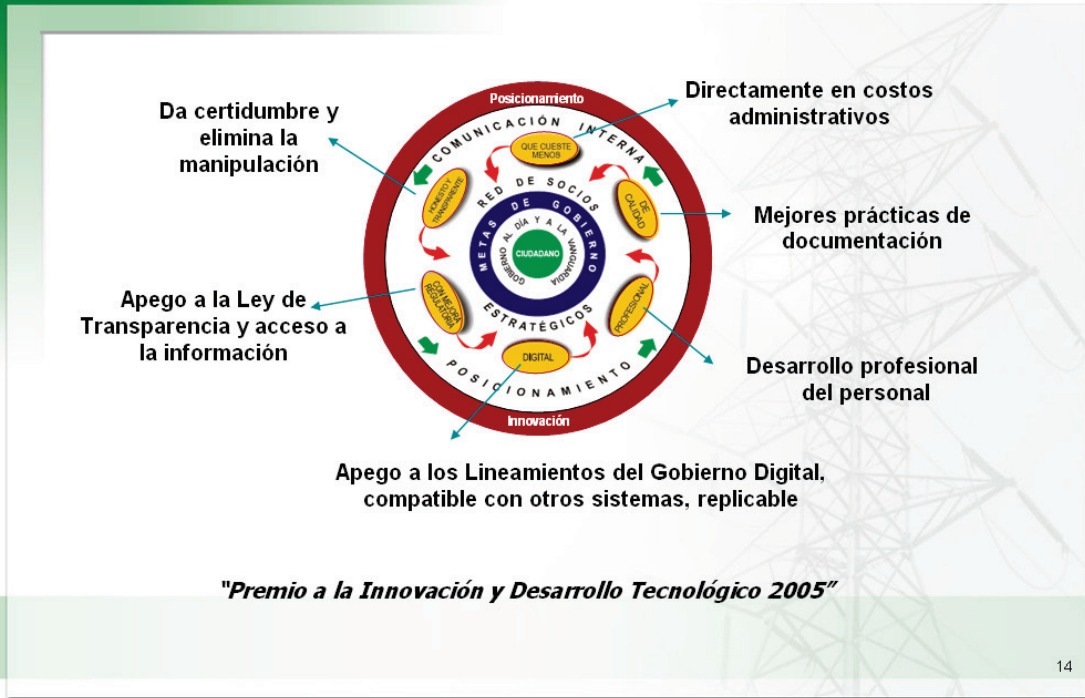 Da certidumbre y
elimina la
manipulación
Directamente en costos
administrativos
Posicionamiento
COMUNICACIÓN INTERNA
QUE CUESTE
MENOS
HONESTO Y
TRANSPARENTE
RED DE SOCIOS
DE
CALIDAD
METAS DE GOBIERNO
GOBIERNO AL DÍA Y A LA VANGUARDIA
CIUDADANO
Mejores prácticas de
documentación
Apego a la Ley de
Transparencia y acceso a
la información
CON MEJORA
REGULATORIA
ESTRATÉGICOS
PROFESIONAL
DIGITAL
POSICIONAMIENTO
Innovación
Desarrollo profesional
del personal
Apego a los Lineamientos del Gobierno Digital,
compatible con otros sistemas, replicable
"Premio a la Innovación y Desarrollo Tecnológico 2005”
14